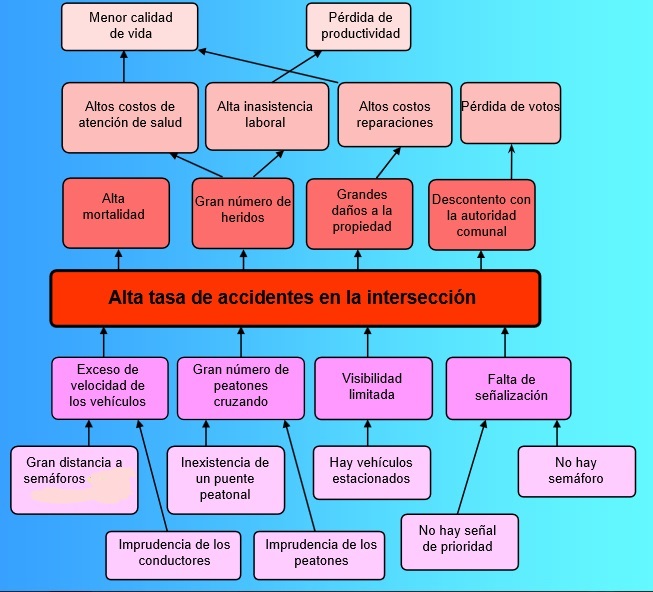 Menor calidad
de vida
Pérdida de
productividad
Altos costos de
atención de salud
Alta inasistencia
laboral
Altos costos
reparaciones
Pérdida de votos
Alta
mortalidad
Gran número de
heridos
Grandes
daños a la
propiedad
Descontento con
la autoridad
comunal
Alta tasa de accidentes en la intersección
Exceso de
velocidad de
los vehículos
Gran número de
peatones
cruzando
Visibilidad
limitada
Falta de
señalización
Gran distancia a
semáforos
Inexistencia de
un puente
peatonal
Hay vehículos
estacionados
No hay
semáforo
Imprudencia de los
conductores
Imprudencia de los
peatones
No hay señal
de prioridad